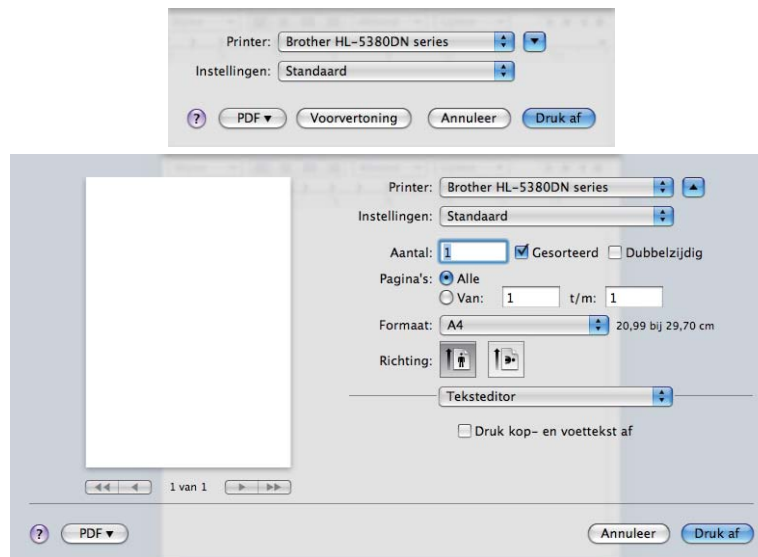 Printer: Brother HL-5380DN series
Instellingen: Standaard
? PDF▼ Voorvertoning Annuleer Druk af
Printer: Brother HL-5380DN series
Instellingen: Standaard
Aantal: 1 Gesorteerd Dubbelzijdig
Pagina's: Alle
Van: 1 t/m: 1
Formaat: A4 20,99 bij 29,70 cm
Richting:
Teksteditor
Druk kop- en voettekst af
1 van 1
? PDF▼ Annuleer Druk af